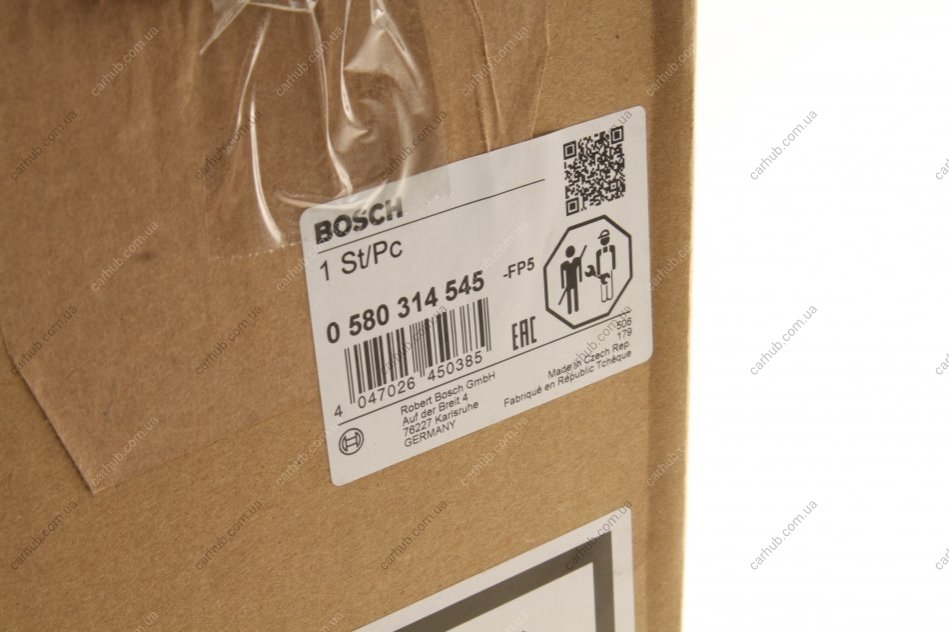 BOSCH
1 St/Pc
0 580 314 545
-FP5
4 047026 450385
EAC
506
179
Made in Czech Rep.
Fabriqué en République Tchèque
Robert Bosch GmbH
Auf der Breit 4
76227 Karlsruhe
GERMANY
carhub.com.ua